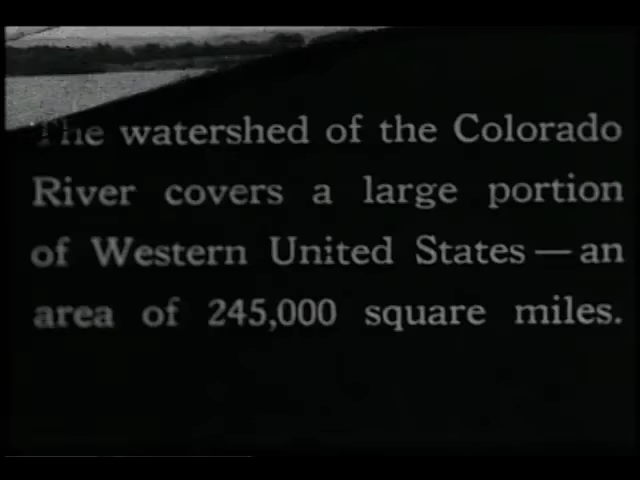 The watershed of the Colorado
River covers a large portion
of Western United States — an
area of 245,000 square miles.